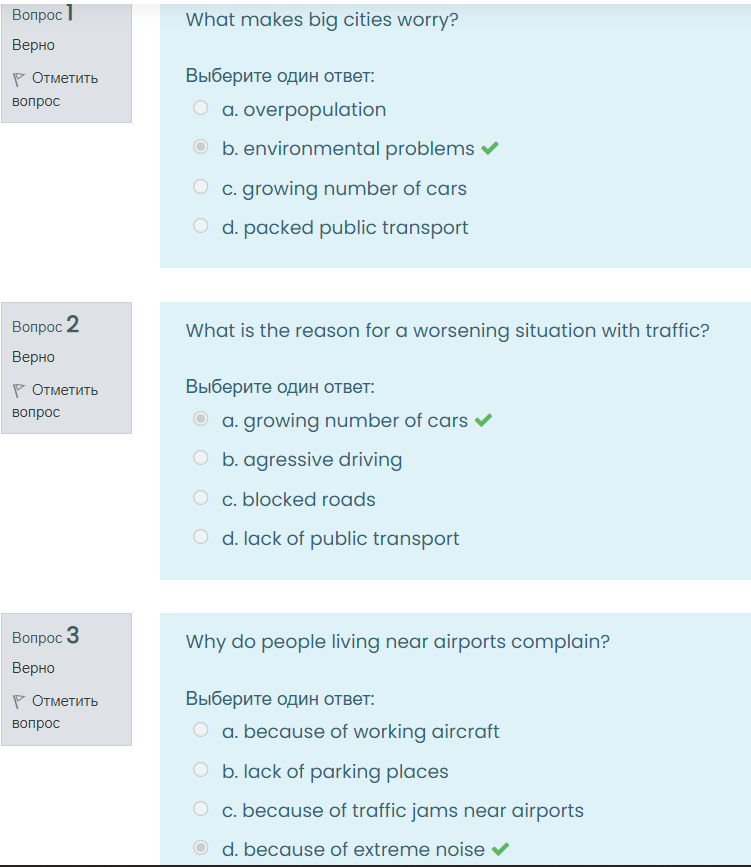 Вопрос 1
Верно
Отметить
вопрос
What makes big cities worry?
Выберите один ответ:
a. overpopulation
b. environmental problems
c. growing number of cars
d. packed public transport
Вопрос 2
Верно
Отметить
вопрос
What is the reason for a worsening situation with traffic?
Выберите один ответ:
a. growing number of cars
b. agressive driving
c. blocked roads
d. lack of public transport
Вопрос 3
Верно
Отметить
вопрос
Why do people living near airports complain?
Выберите один ответ:
a. because of working aircraft
b. lack of parking places
c. because of traffic jams near airports
d. because of extreme noise